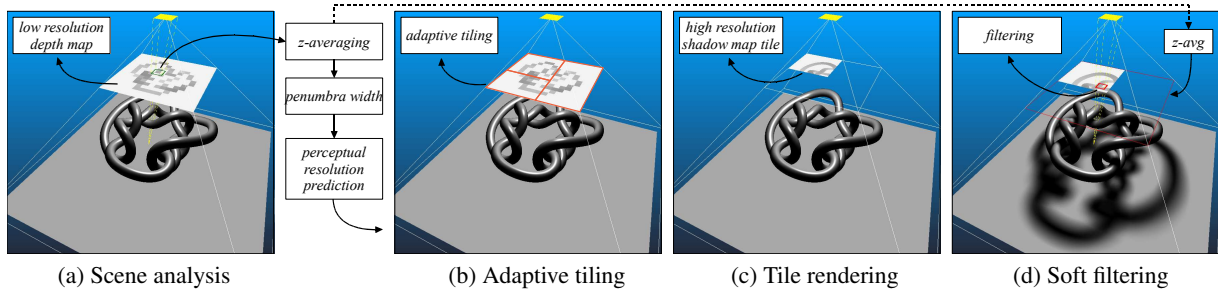 low resolution
depth map
z-averaging
penumbra width
perceptual
resolution
prediction
adaptive tiling
high resolution
shadow map tile
filtering
z-avg
(a) Scene analysis
(b) Adaptive tiling
(c) Tile rendering
(d) Soft filtering